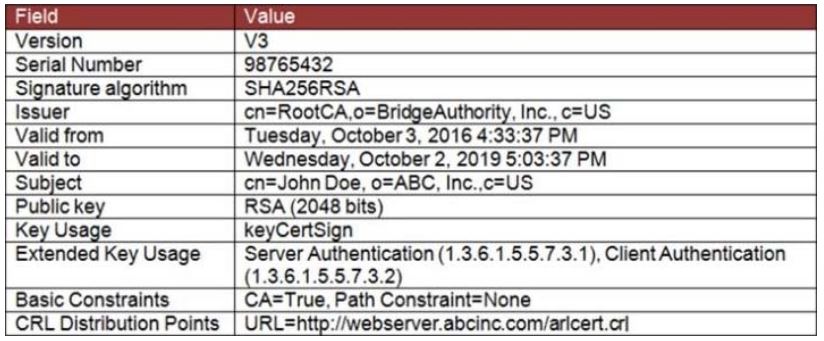 Field Value
Version V3
Serial Number 98765432
Signature algorithm SHA256RSA
Issuer cn=RootCA,o=BridgeAuthority, Inc., c=US
Valid from Tuesday, October 3, 2016 4:33:37 PM
Valid to Wednesday, October 2, 2019 5:03:37 PM
Subject cn=John Doe, o=ABC, Inc.,c=US
Public key RSA (2048 bits)
Key Usage keyCertSign
Extended Key Usage Server Authentication (1.3.6.1.5.5.7.3.1), Client Authentication
(1.3.6.1.5.5.7.3.2)
Basic Constraints CA=True, Path Constraint=None
CRL Distribution Points URL=http://webserver.abcinc.com/arlcert.crl